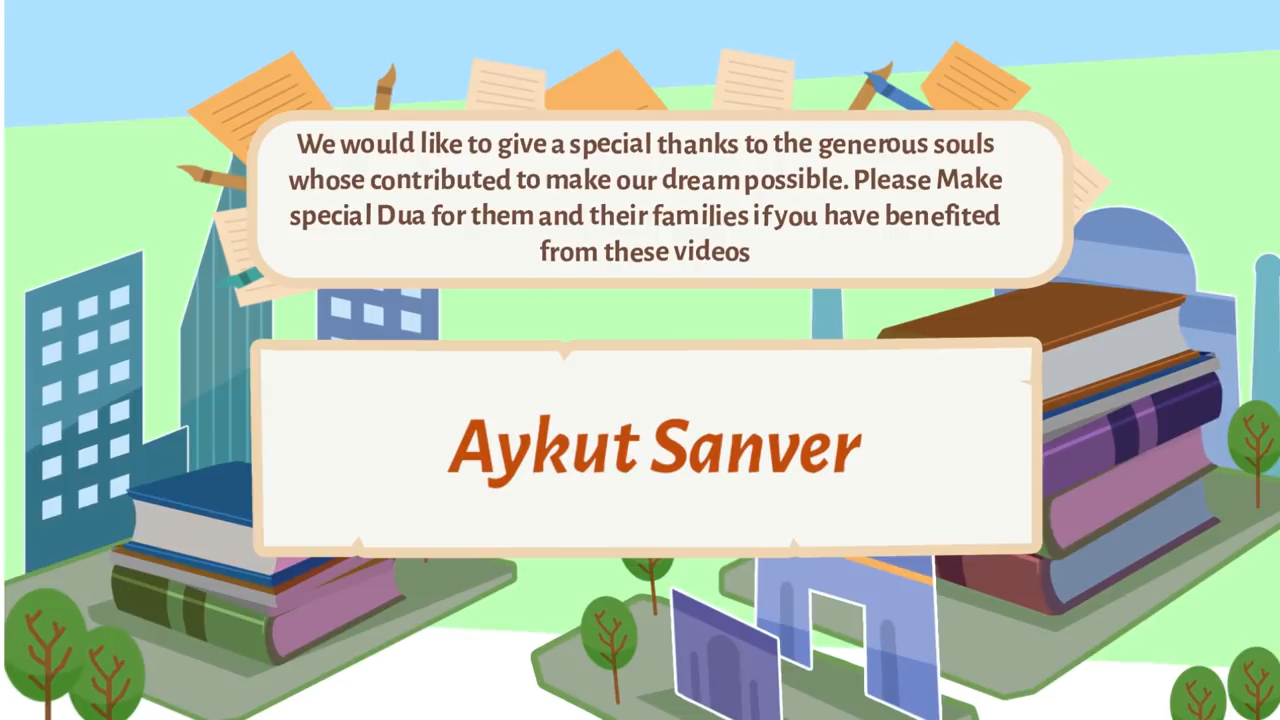 We would like to give a special thanks to the generous souls
whose contributed to make our dream possible. Please Make
special Dua for them and their families if you have benefited
from these videos
Aykut Sanver